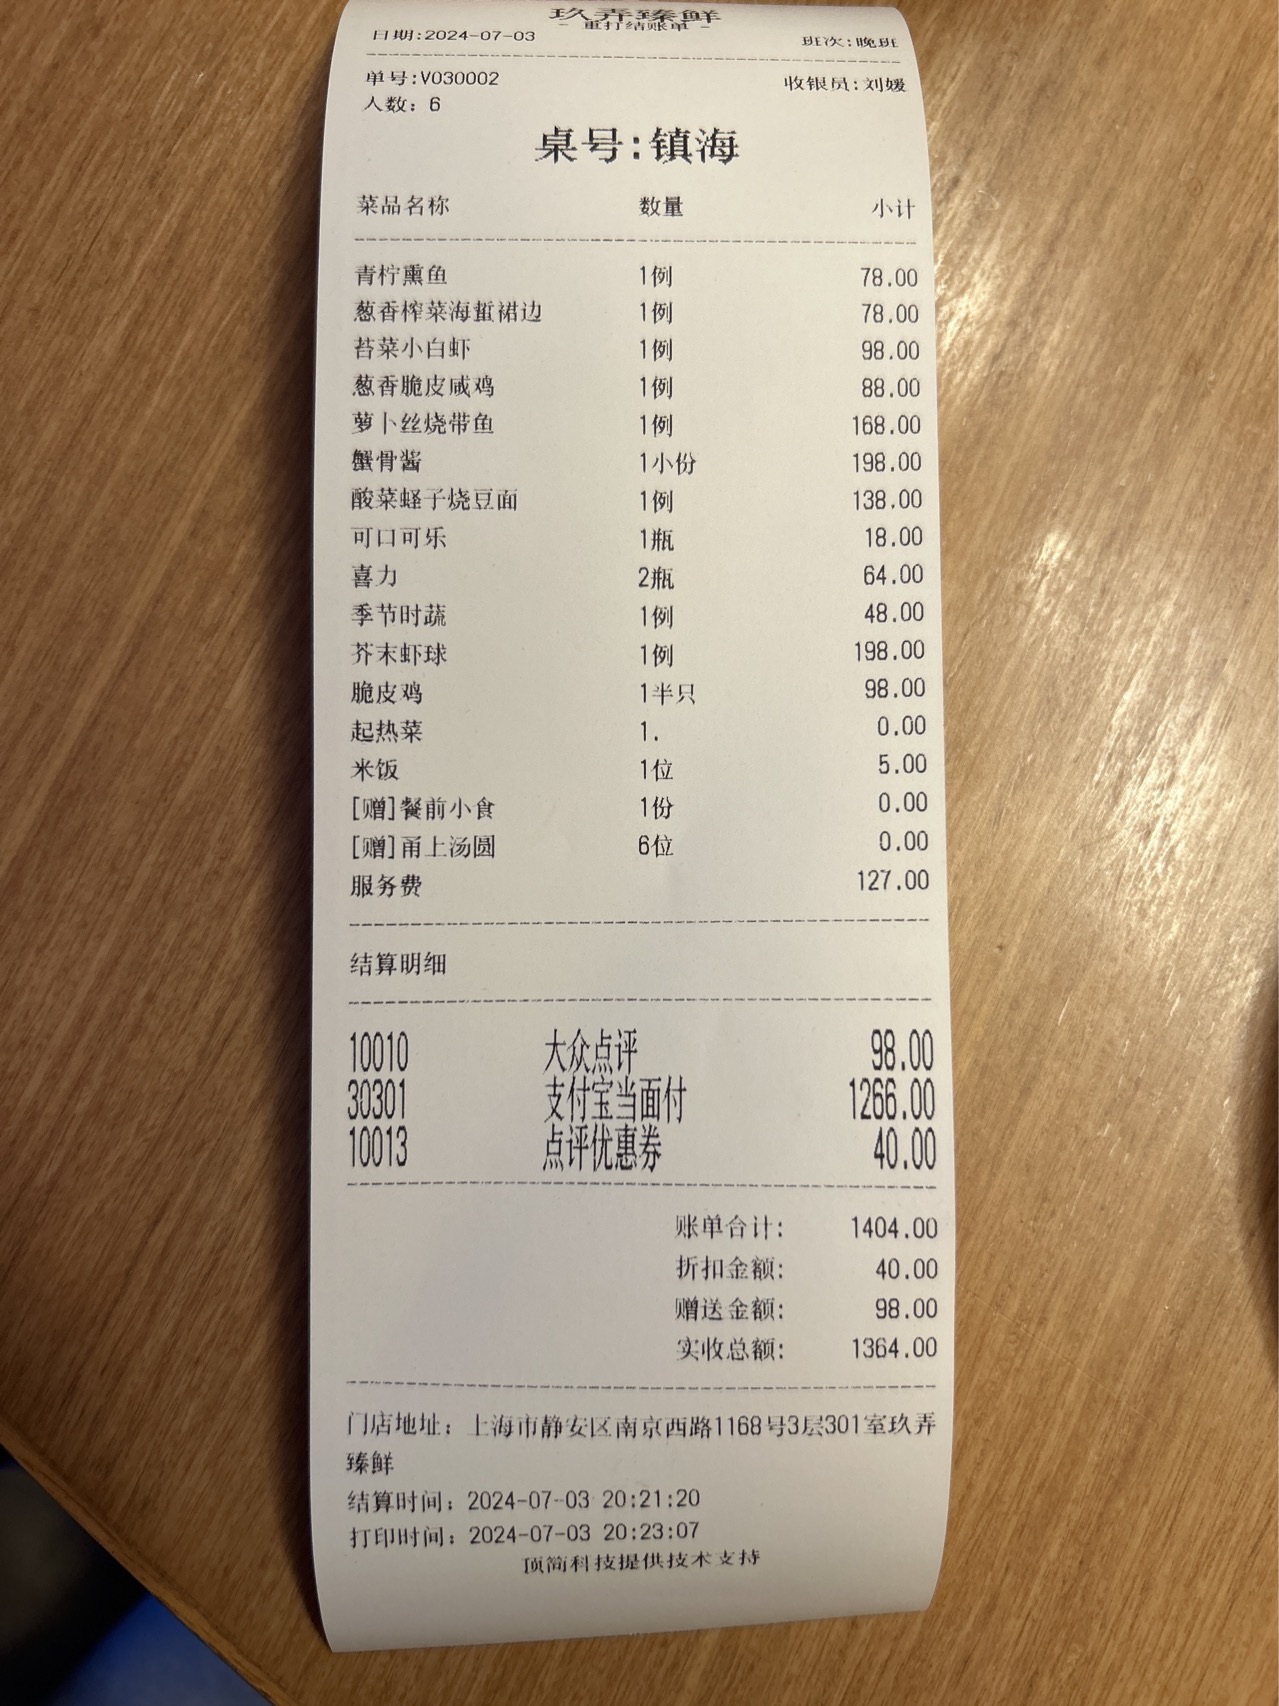 玖弄臻鲜
- 重打结账单 -
日期:2024-07-03 班次:晚班
单号:V030002 收银员:刘媛
人数: 6
桌号:镇海
菜品名称 数量 小计
青柠熏鱼 1例 78.00
葱香榨菜海蜇裙边 1例 78.00
苔菜小白虾 1例 98.00
葱香脆皮咸鸡 1例 88.00
萝卜丝烧带鱼 1例 168.00
蟹骨酱 1小份 198.00
酸菜蛏子烧豆面 1例 138.00
可口可乐 1瓶 18.00
喜力 2瓶 64.00
季节时蔬 1例 48.00
芥末虾球 1例 198.00
脆皮鸡 1半只 98.00
起热菜 1. 0.00
米饭 1位 5.00
[赠]餐前小食 1份 0.00
[赠]甬上汤圆 6位 0.00
服务费 127.00
结算明细
10010 大众点评 98.00
30301 支付宝当面付 1266.00
10013 点评优惠券 40.00
账单合计: 1404.00
折扣金额: 40.00
赠送金额: 98.00
实收总额: 1364.00
门店地址: 上海市静安区南京西路1168号3层301室玖弄
臻鲜
结算时间: 2024-07-03 20:21:20
打印时间: 2024-07-03 20:23:07
顶简科技提供技术支持